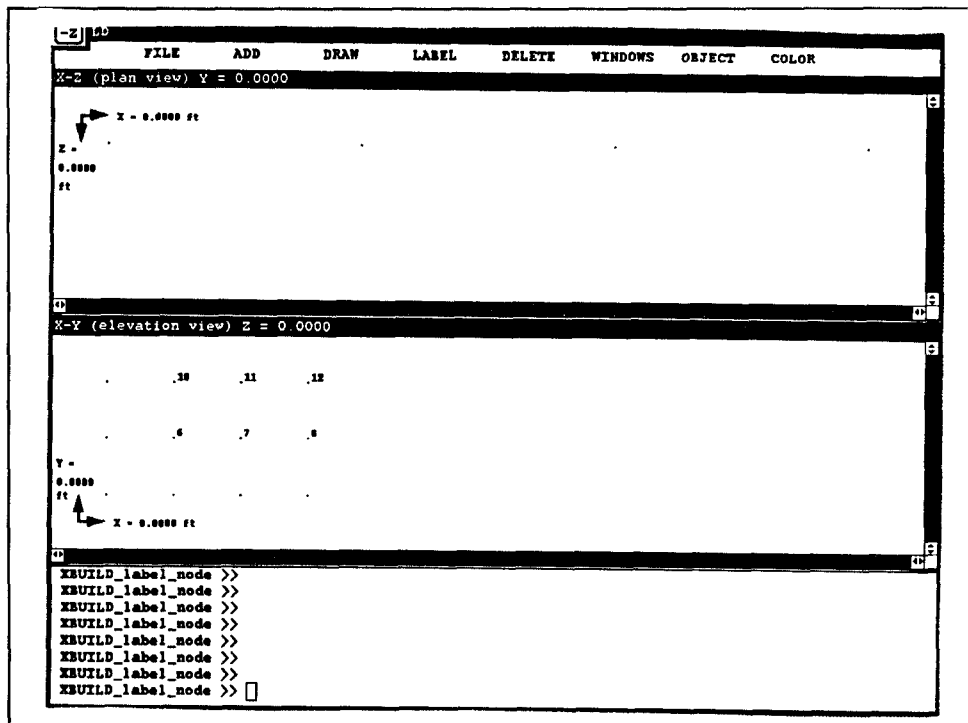 -Z LD
FILE ADD DRAW LABEL DELETE WINDOWS OBJECT COLOR
X-Z (plan view) Y = 0.0000
X = 0.0000 ft
Z =
0.0000
ft
X-Y (elevation view) Z = 0.0000
.10 .11 .12
.6 .7 .8
Y =
0.0000
ft
X = 0.0000 ft
XBUILD_label_node >>
XBUILD_label_node >>
XBUILD_label_node >>
XBUILD_label_node >>
XBUILD_label_node >>
XBUILD_label_node >>
XBUILD_label_node >>
XBUILD_label_node >>